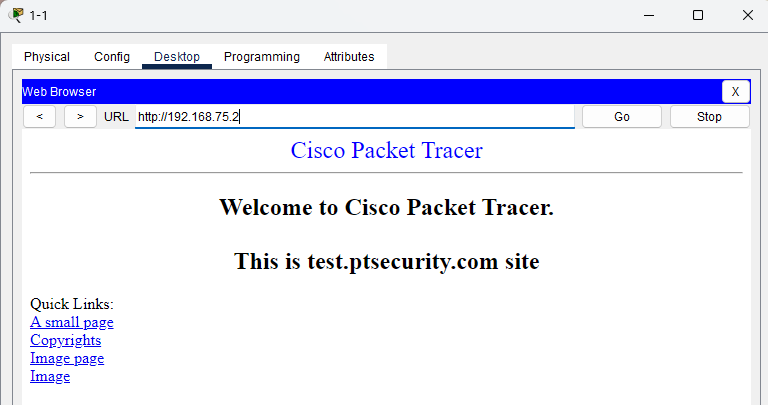 1-1
Physical Config Desktop Programming Attributes
Web Browser X
< > URL http://192.168.75.2 Go Stop
Cisco Packet Tracer
Welcome to Cisco Packet Tracer.
This is test.ptsecurity.com site
Quick Links:
A small page
Copyrights
Image page
Image